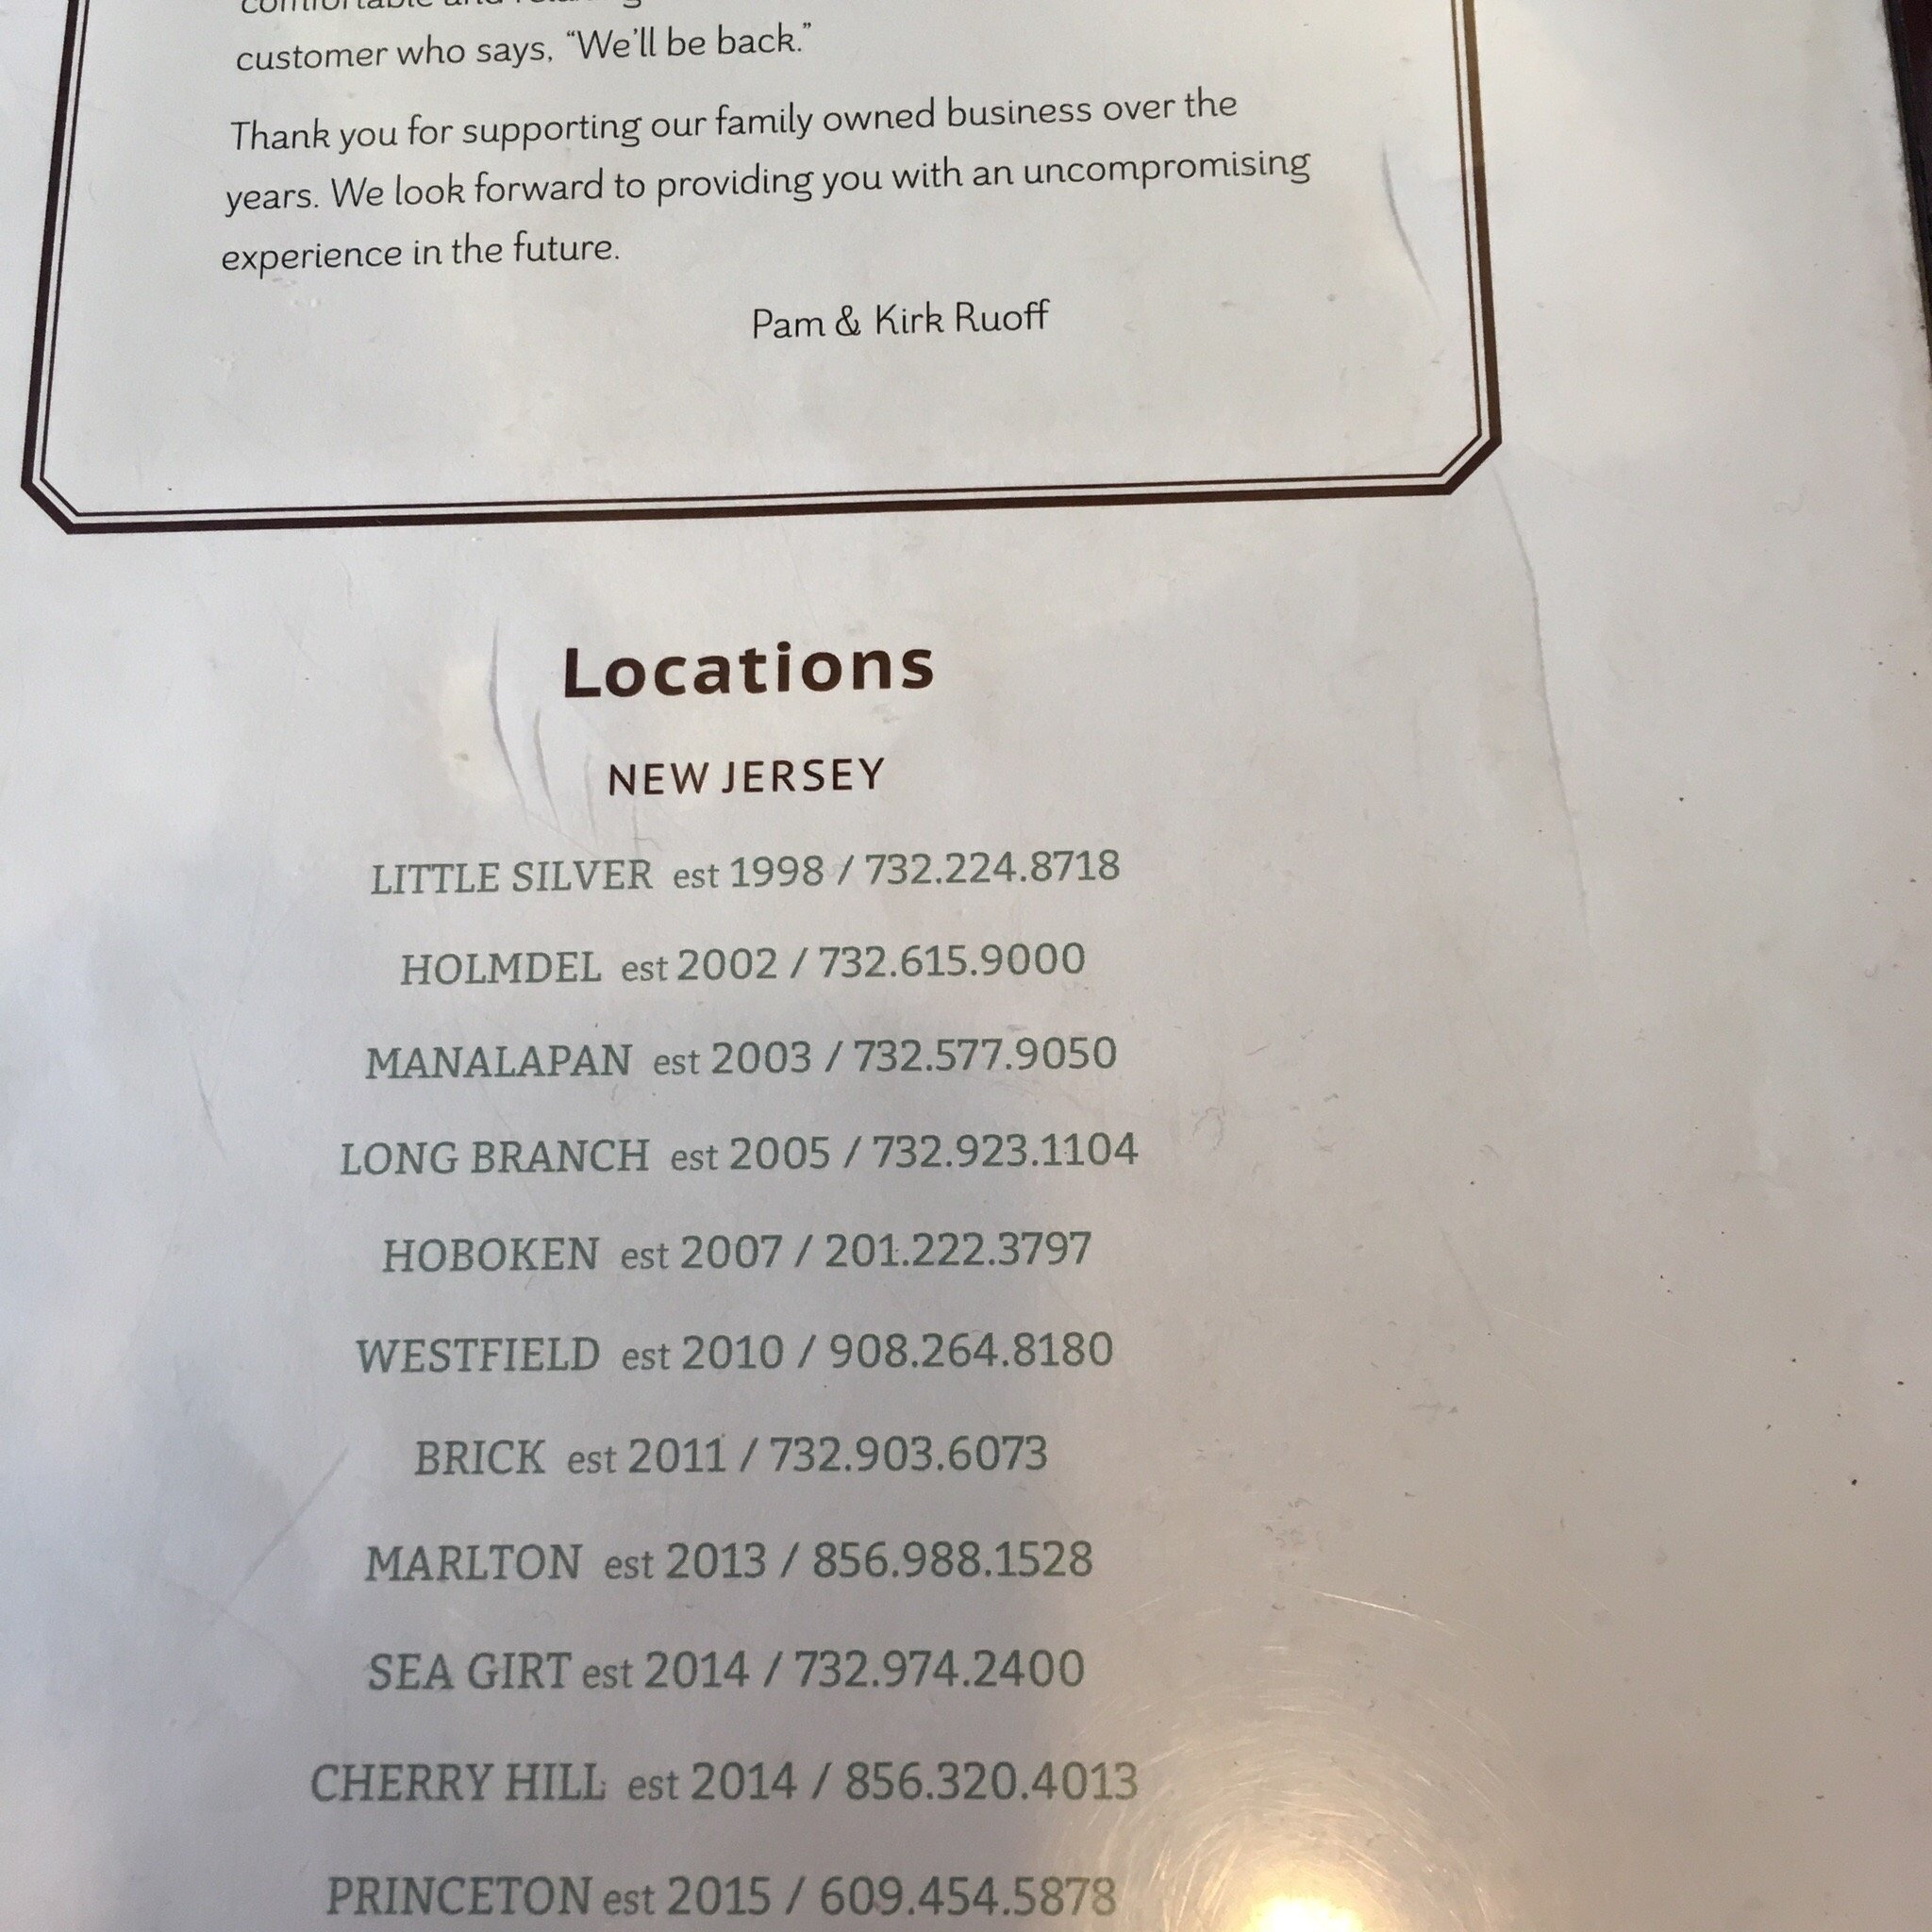 comfortable and relaxing
customer who says, “We’ll be back.”
Thank you for supporting our family owned business over the
years. We look forward to providing you with an uncompromising
experience in the future.
Pam & Kirk Ruoff
Locations
NEW JERSEY
LITTLE SILVER est 1998 / 732.224.8718
HOLMDEL est 2002 / 732.615.9000
MANALAPAN est 2003 / 732.577.9050
LONG BRANCH est 2005 / 732.923.1104
HOBOKEN est 2007 / 201.222.3797
WESTFIELD est 2010 / 908.264.8180
BRICK est 2011 / 732.903.6073
MARLTON est 2013 / 856.988.1528
SEA GIRT est 2014 / 732.974.2400
CHERRY HILL est 2014 / 856.320.4013
PRINCETON est 2015 / 609.454.5878